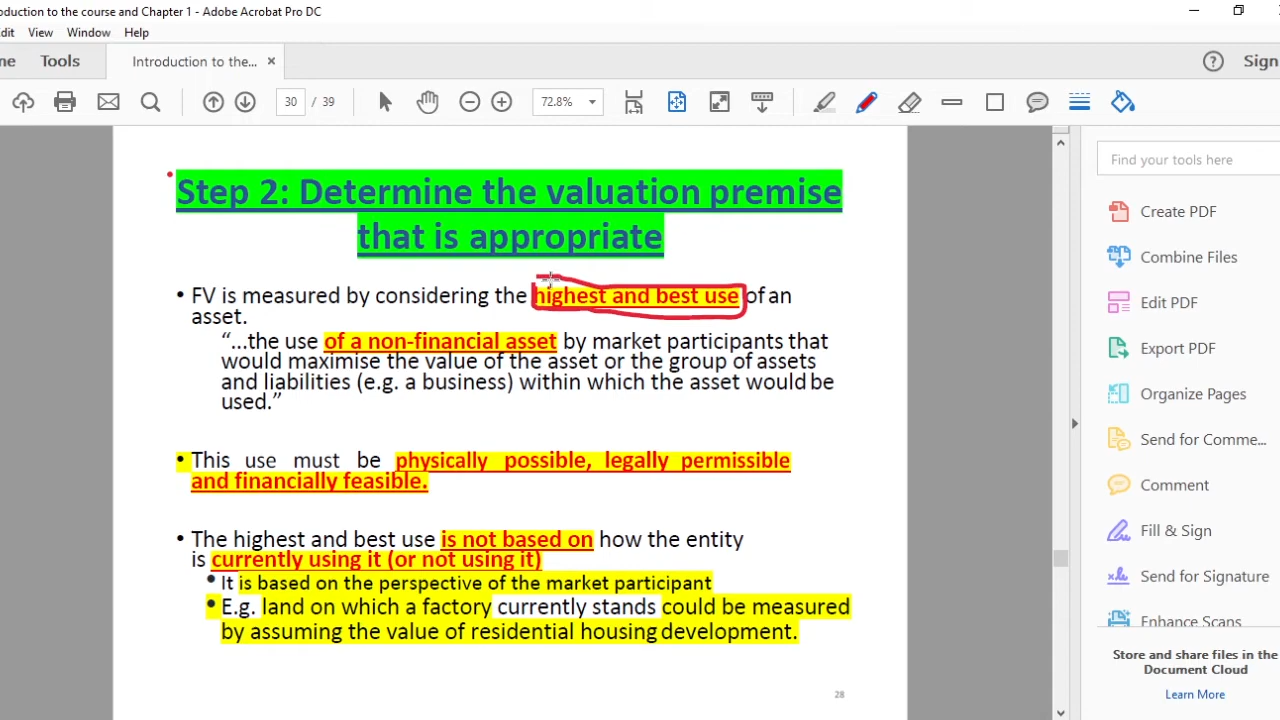 oduction to the course and Chapter 1 - Adobe Acrobat Pro DC
dit View Window Help
ne Tools Introduction to the... × ? Sign
30 / 39 72.8%
Step 2: Determine the valuation premise
that is appropriate
• FV is measured by considering the highest and best use of an
asset.
“...the use of a non-financial asset by market participants that
would maximise the value of the asset or the group of assets
and liabilities (e.g. a business) within which the asset would be
used.”
• This use must be physically possible, legally permissible
and financially feasible.
• The highest and best use is not based on how the entity
is currently using it (or not using it)
• It is based on the perspective of the market participant
• E.g. land on which a factory currently stands could be measured
by assuming the value of residential housing development.
28
Find your tools here
Create PDF
Combine Files
Edit PDF
Export PDF
Organize Pages
Send for Comme...
Comment
Fill & Sign
Send for Signature
Enhance Scans
Store and share files in the
Document Cloud
Learn More